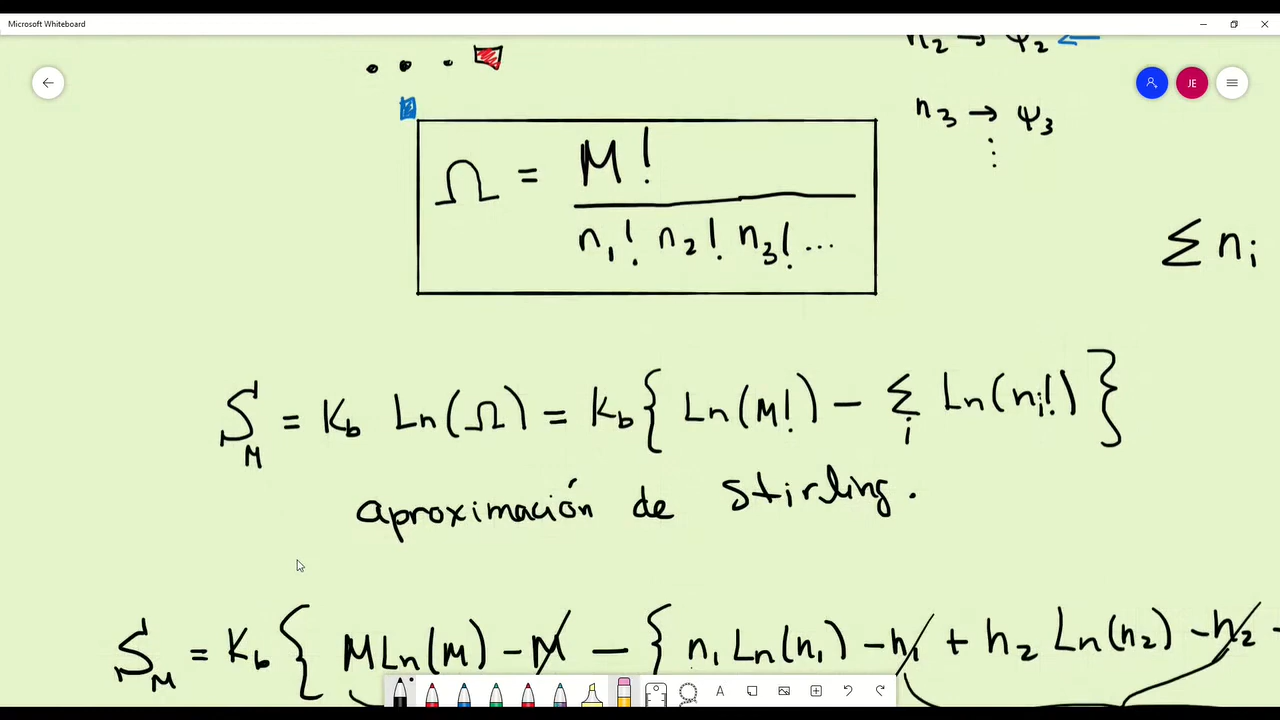 Microsoft Whiteboard
n₂ → Ψ₂ ←
JE
n₃ → Ψ₃
⋮
Ω = M! / n₁! n₂! n₃! ...
Σ nᵢ
S_M = K_b Ln(Ω) = K_b { Ln(M!) − Σᵢ Ln(nᵢ!) }
aproximación de Stirling.
S_M = K_b { M Ln(M) − M − { n₁ Ln(n₁) − n₁ + n₂ Ln(n₂) − n₂ −
A